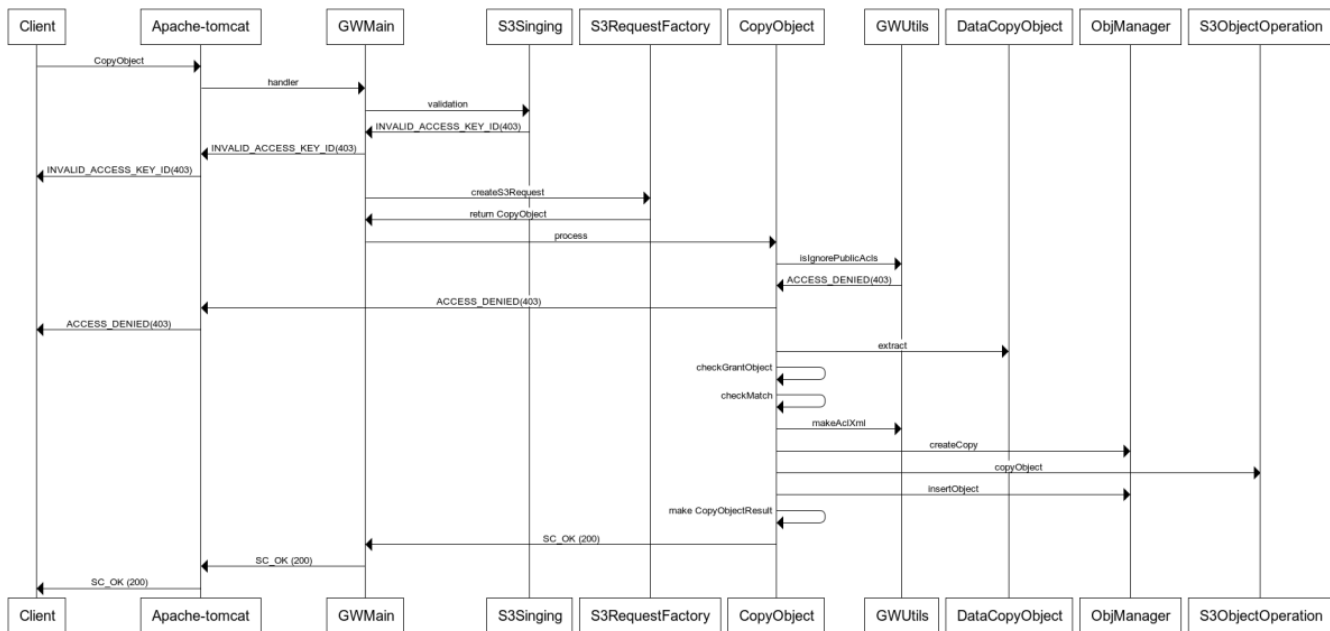 Client Apache-tomcat GWMain S3Singing S3RequestFactory CopyObject GWUtils DataCopyObject ObjManager S3ObjectOperation
CopyObject
handler
validation
INVALID_ACCESS_KEY_ID(403)
INVALID_ACCESS_KEY_ID(403)
INVALID_ACCESS_KEY_ID(403)
createS3Request
return CopyObject
process
isIgnorePublicAcls
ACCESS_DENIED(403)
ACCESS_DENIED(403)
ACCESS_DENIED(403)
extract
checkGrantObject
checkMatch
makeAclXml
createCopy
copyObject
insertObject
make CopyObjectResult
SC_OK (200)
SC_OK (200)
SC_OK (200)
Client Apache-tomcat GWMain S3Singing S3RequestFactory CopyObject GWUtils DataCopyObject ObjManager S3ObjectOperation